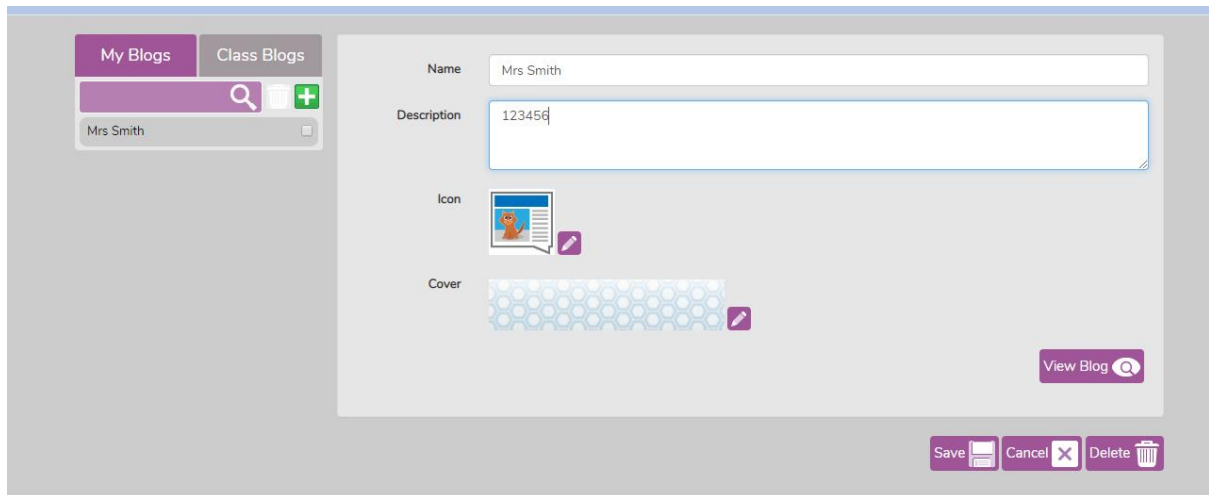 My Blogs
Class Blogs
Mrs Smith
Name
Mrs Smith
Description
123456
Icon
Cover
View Blog
Save
Cancel
Delete